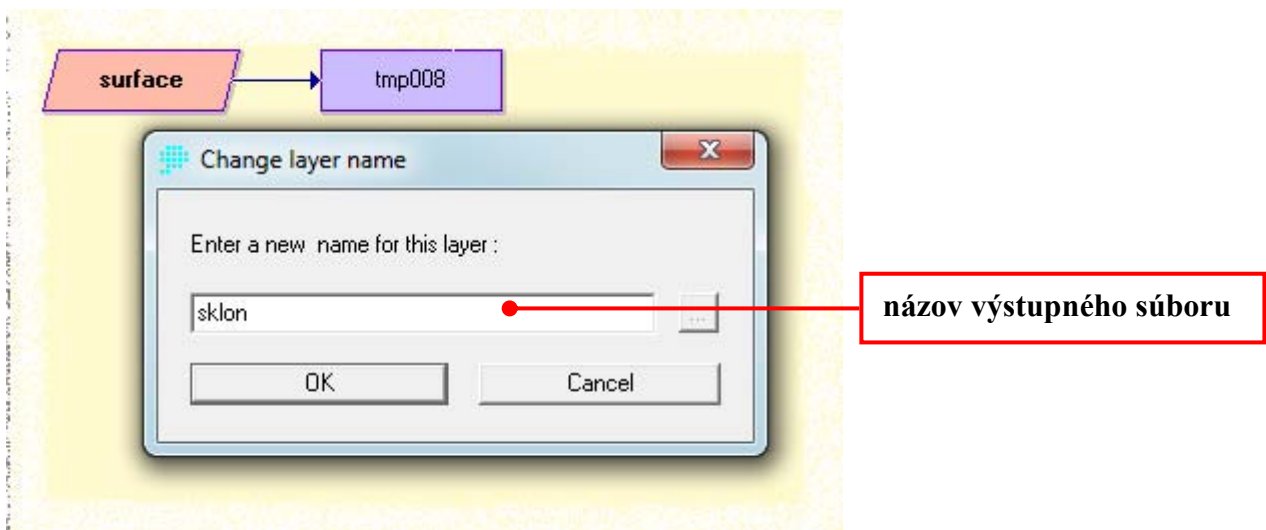 surface
tmp008
Change layer name
Enter a new name for this layer :
sklon
...
názov výstupného súboru
OK
Cancel